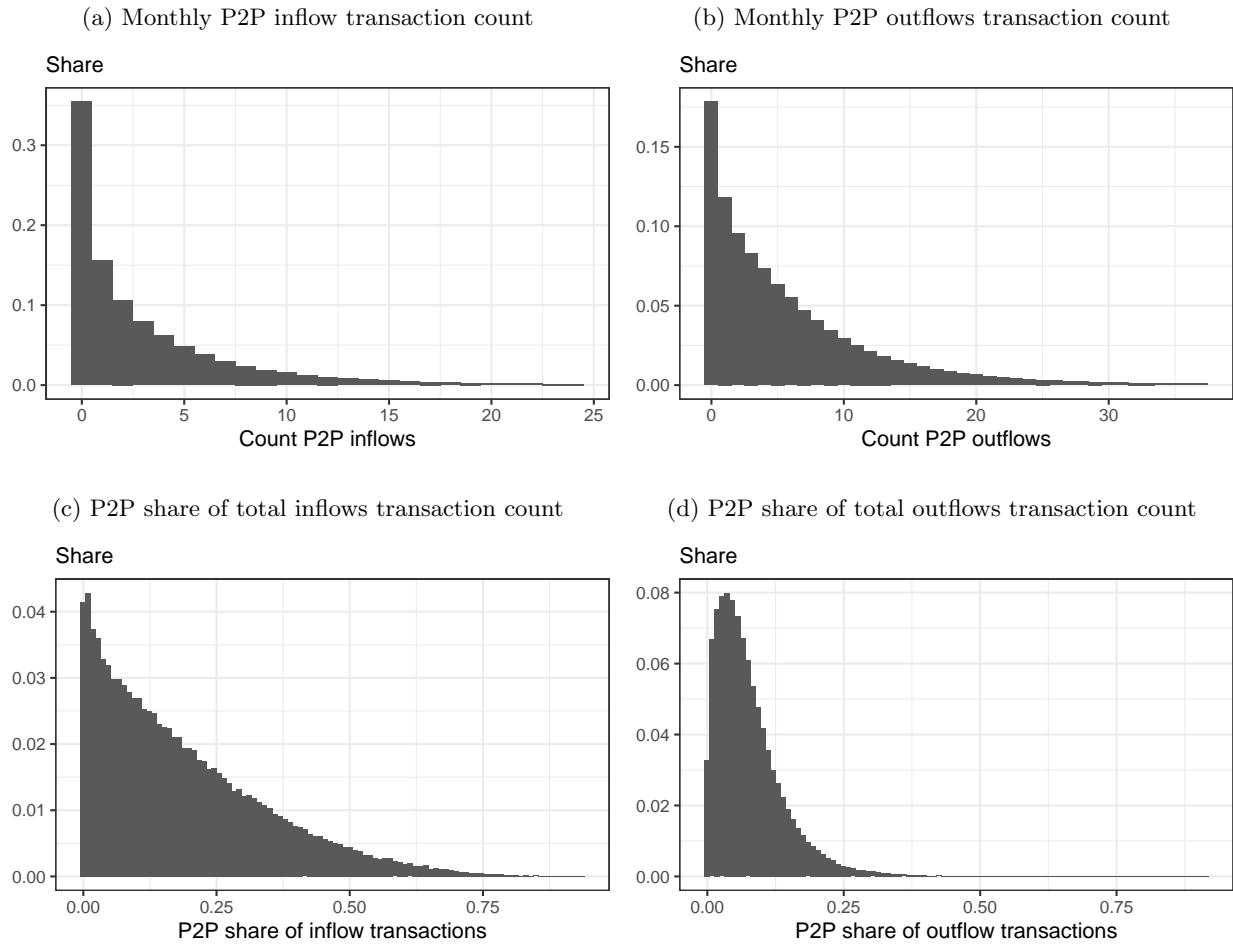 (a) Monthly P2P inflow transaction count
Share
0.3
0.2
0.1
0.0
0 5 10 15 20 25
Count P2P inflows
(b) Monthly P2P outflows transaction count
Share
0.15
0.10
0.05
0.00
0 10 20 30
Count P2P outflows
(c) P2P share of total inflows transaction count
Share
0.04
0.03
0.02
0.01
0.00
0.00 0.25 0.50 0.75
P2P share of inflow transactions
(d) P2P share of total outflows transaction count
Share
0.08
0.06
0.04
0.02
0.00
0.00 0.25 0.50 0.75
P2P share of outflow transactions